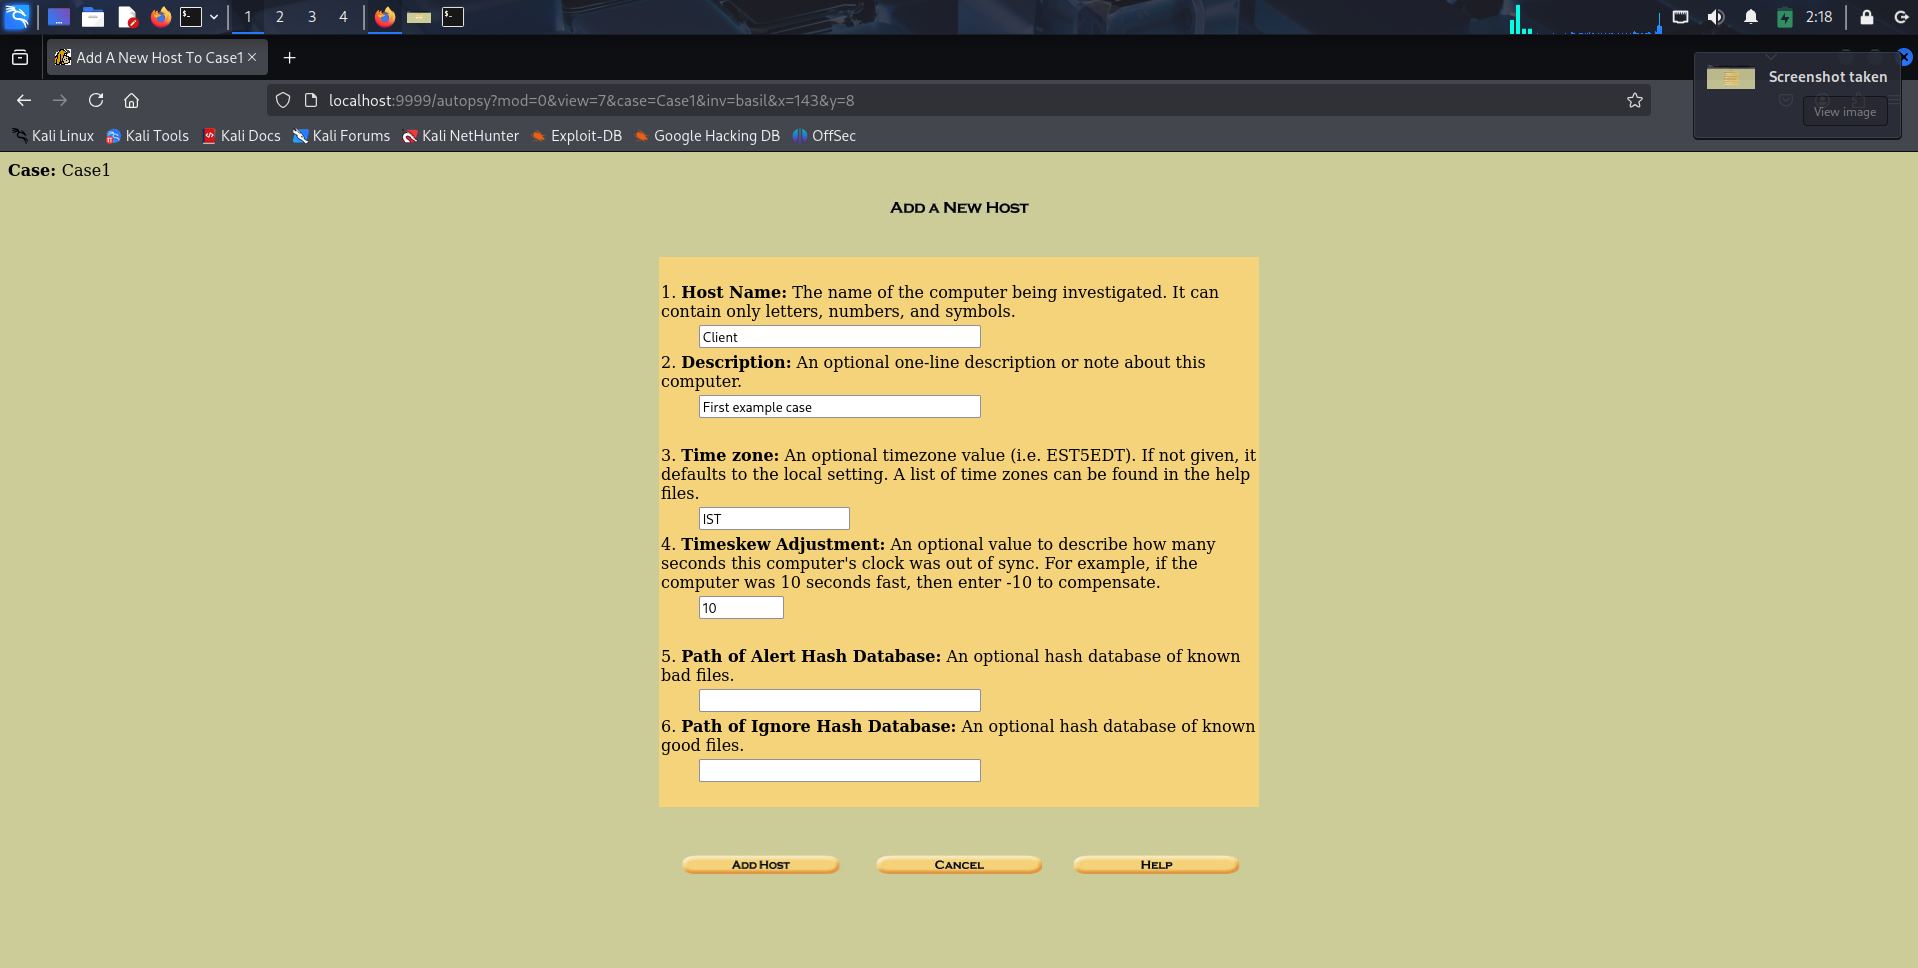 1 2 3 4 2:18
Add A New Host To Case1
Screenshot taken
View image
localhost:9999/autopsy?mod=0&view=7&case=Case1&inv=basil&x=143&y=8
Kali Linux Kali Tools Kali Docs Kali Forums Kali NetHunter Exploit-DB Google Hacking DB OffSec
Case: Case1
ADD A NEW HOST
1. Host Name: The name of the computer being investigated. It can
contain only letters, numbers, and symbols.
Client
2. Description: An optional one-line description or note about this
computer.
First example case
3. Time zone: An optional timezone value (i.e. EST5EDT). If not given, it
defaults to the local setting. A list of time zones can be found in the help
files.
IST
4. Timeskew Adjustment: An optional value to describe how many
seconds this computer's clock was out of sync. For example, if the
computer was 10 seconds fast, then enter -10 to compensate.
10
5. Path of Alert Hash Database: An optional hash database of known
bad files.
6. Path of Ignore Hash Database: An optional hash database of known
good files.
ADD HOST CANCEL HELP